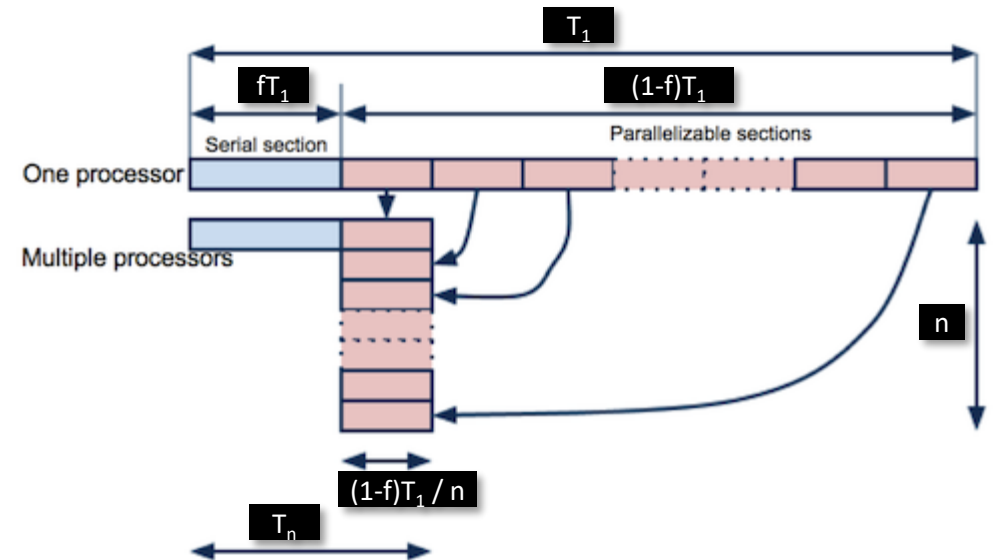 T₁
fT₁
(1-f)T₁
Serial section
Parallelizable sections
One processor
Multiple processors
n
(1-f)T₁ / n
Tₙ